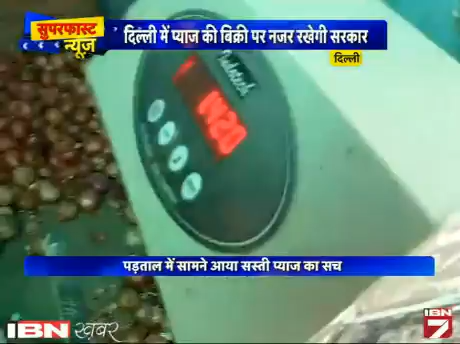 सुपरफास्ट
न्यूज़
दिल्ली में प्याज की बिक्री पर नजर रखेगी सरकार
दिल्ली
पड़ताल में सामने आया सस्ती प्याज का सच
IBN ख़बर
IBN
7